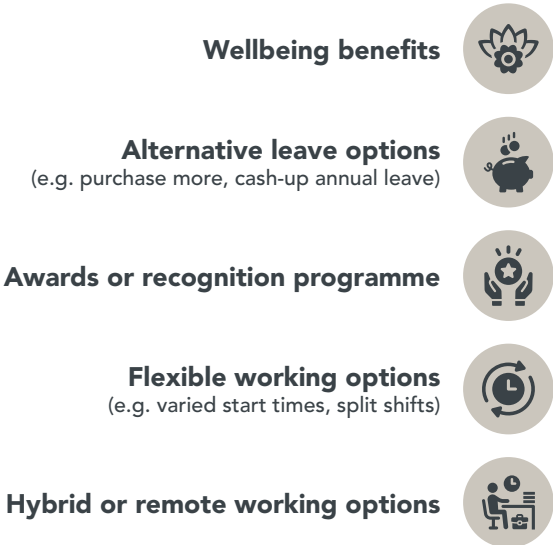 Wellbeing benefits
Alternative leave options
(e.g. purchase more, cash-up annual leave)
Awards or recognition programme
Flexible working options
(e.g. varied start times, split shifts)
Hybrid or remote working options